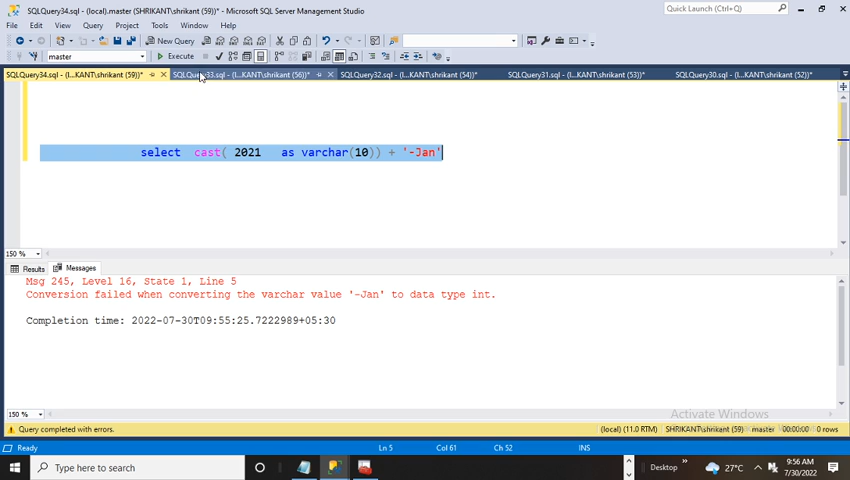 SQLQuery34.sql - (local).master (SHRIKANT\shrikant (59))* - Microsoft SQL Server Management Studio
Quick Launch (Ctrl+Q)
File Edit View Query Project Tools Window Help
New Query
master Execute
SQLQuery34.sql - (l...KANT\shrikant (59))* SQLQuery33.sql - (l...KANT\shrikant (56))* SQLQuery32.sql - (l...KANT\shrikant (54))* SQLQuery31.sql - (l...KANT\shrikant (53))* SQLQuery30.sql - (l...KANT\shrikant (52))*
select cast( 2021 as varchar(10)) + '-Jan'
150 %
Results Messages
Msg 245, Level 16, State 1, Line 5
Conversion failed when converting the varchar value '-Jan' to data type int.
Completion time: 2022-07-30T09:55:25.7222989+05:30
150 %
Activate Windows
Query completed with errors. (local) (11.0 RTM) SHRIKANT\shrikant (59) master 00:00:00 0 rows
Ready Ln 5 Col 61 Ch 52 INS
Type here to search Desktop 27°C 9:56 AM
7/30/2022